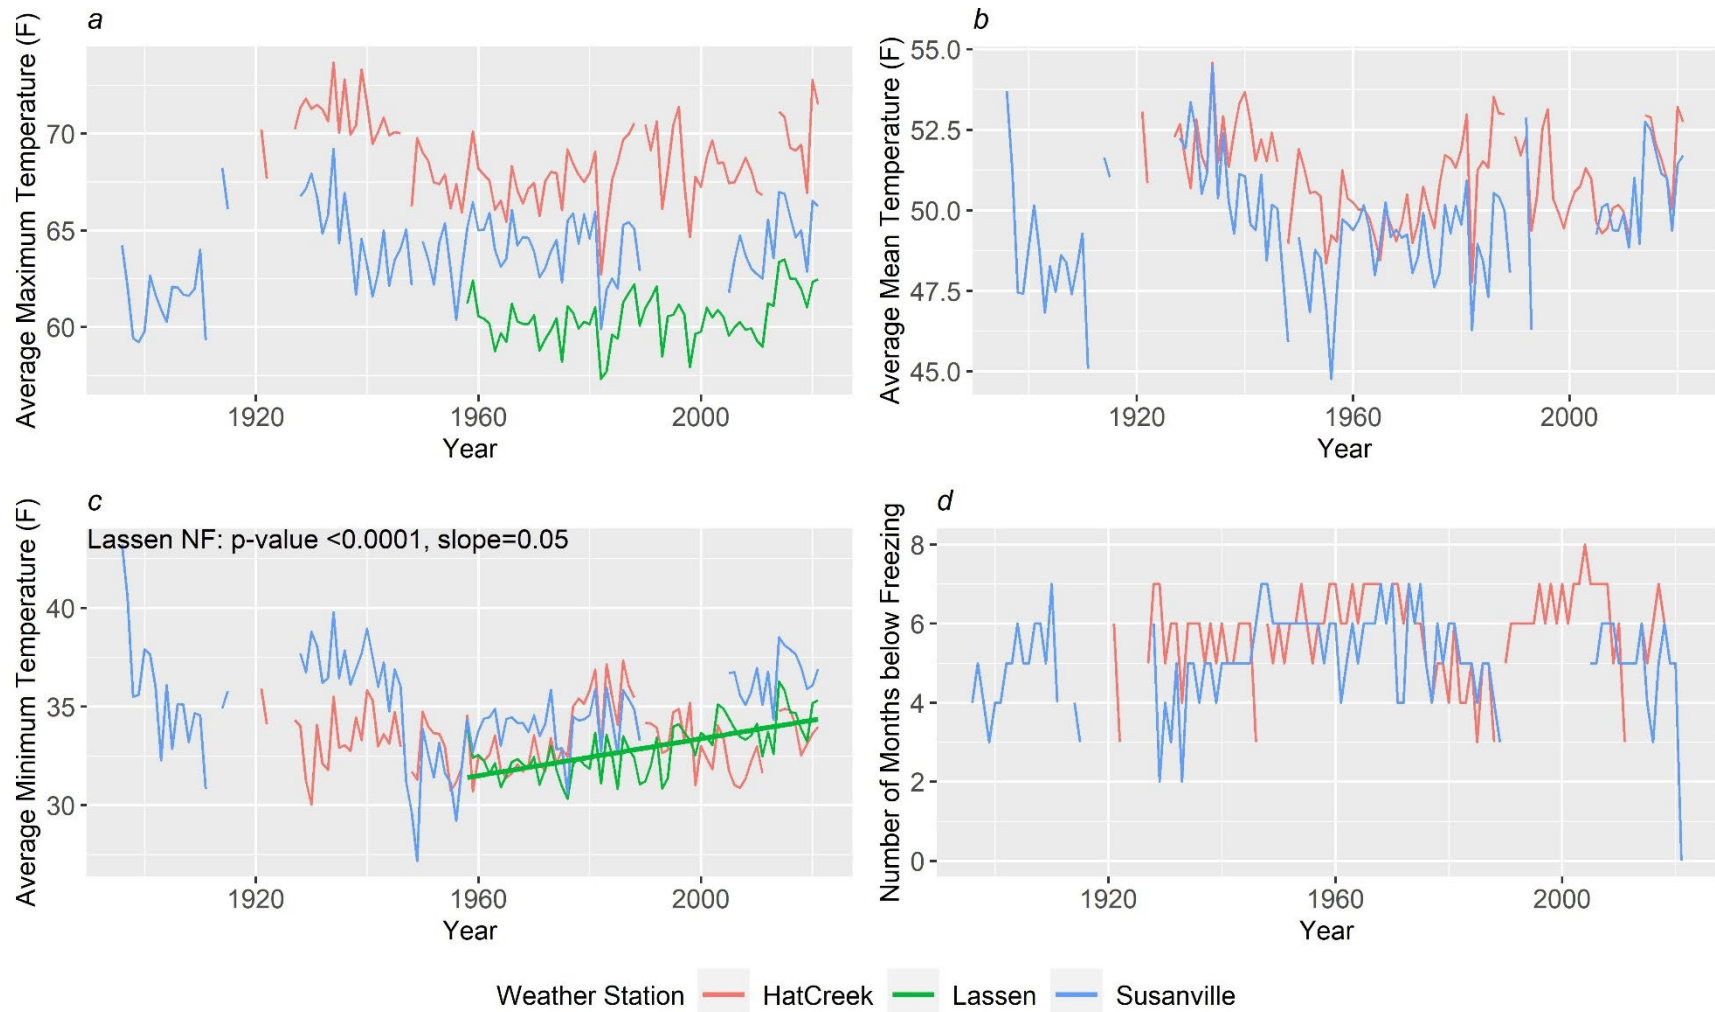 a
Average Maximum Temperature (F)
70
65
60
1920
1960
2000
Year
b
Average Mean Temperature (F)
55.0
52.5
50.0
47.5
45.0
1920
1960
2000
Year
c
Lassen NF: p-value <0.0001, slope=0.05
Average Minimum Temperature (F)
40
35
30
1920
1960
2000
Year
d
Number of Months below Freezing
8
6
4
2
0
1920
1960
2000
Year
Weather Station HatCreek Lassen Susanville